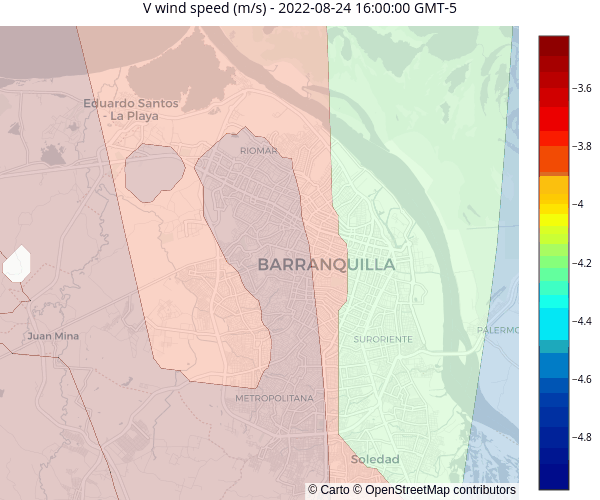 V wind speed (m/s) - 2022-08-24 16:00:00 GMT-5
Eduardo Santos
- La Playa
RIOMAR
BARRANQUILLA
Juan Mina
SURORIENTE
PALERMO
METROPOLITANA
Soledad
© Carto © OpenStreetMap contributors
−3.6
−3.8
−4
−4.2
−4.4
−4.6
−4.8